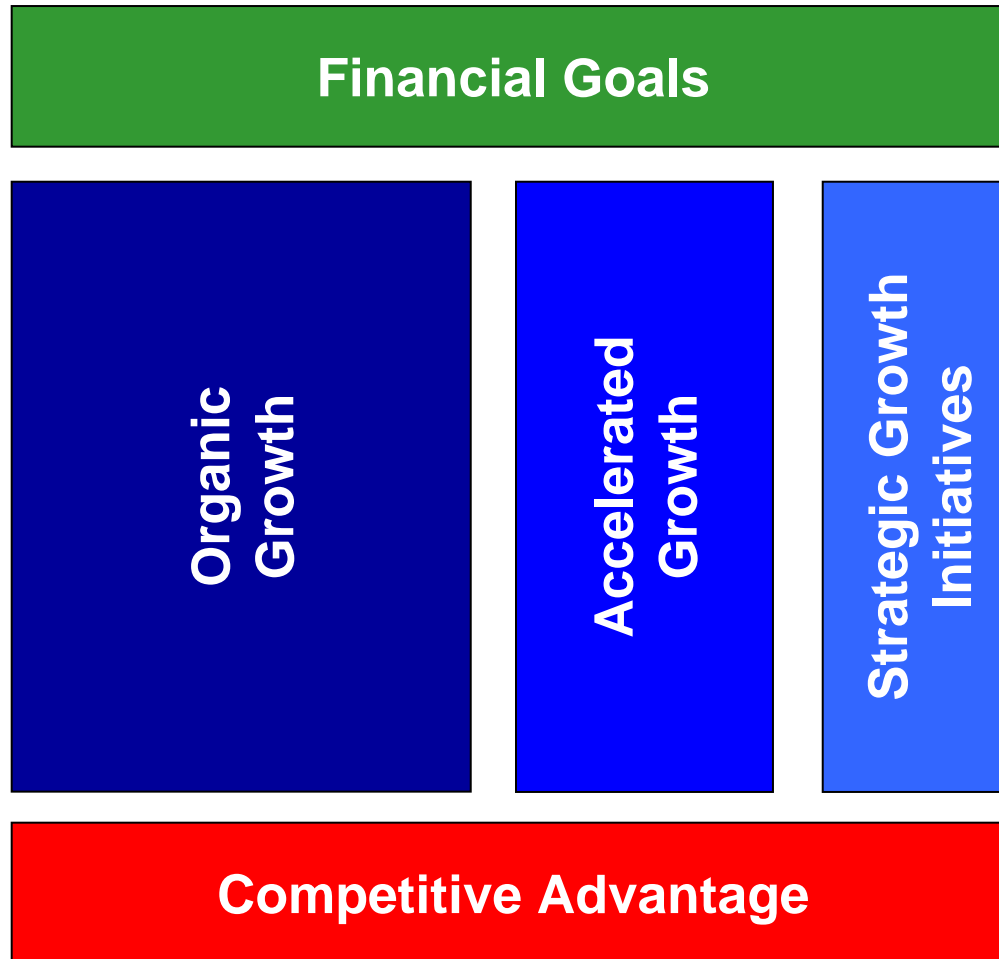 Financial Goals
Organic
Growth
Accelerated
Growth
Strategic Growth
Initiatives
Competitive Advantage